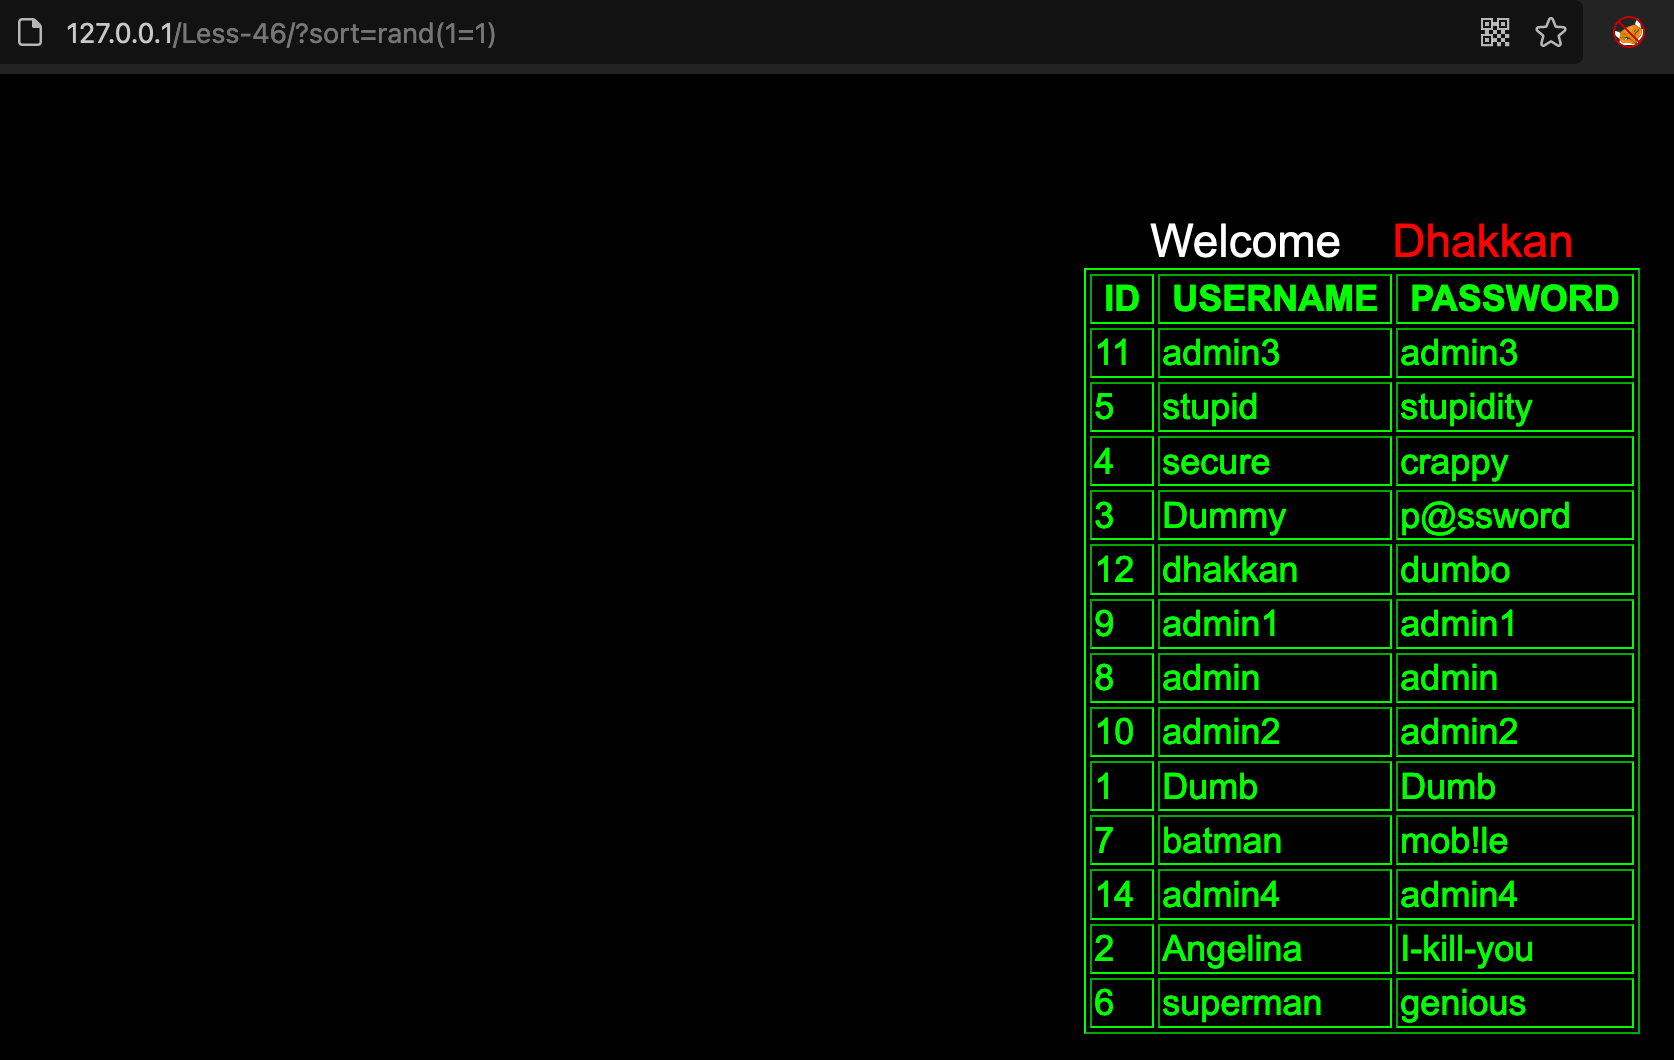 127.0.0.1/Less-46/?sort=rand(1=1)
Welcome Dhakkan
ID USERNAME PASSWORD
11 admin3 admin3
5 stupid stupidity
4 secure crappy
3 Dummy p@ssword
12 dhakkan dumbo
9 admin1 admin1
8 admin admin
10 admin2 admin2
1 Dumb Dumb
7 batman mob!le
14 admin4 admin4
2 Angelina I-kill-you
6 superman genious